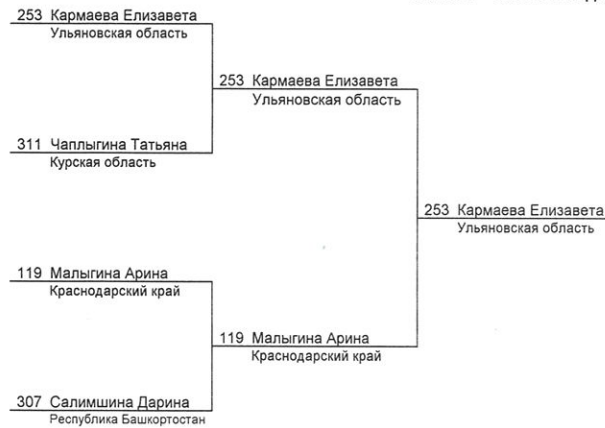 253 Кармаева Елизавета
Ульяновская область
253 Кармаева Елизавета
Ульяновская область
311 Чаплыгина Татьяна
Курская область
253 Кармаева Елизавета
Ульяновская область
119 Малыгина Арина
Краснодарский край
119 Малыгина Арина
Краснодарский край
307 Салимшина Дарина
Республика Башкортостан